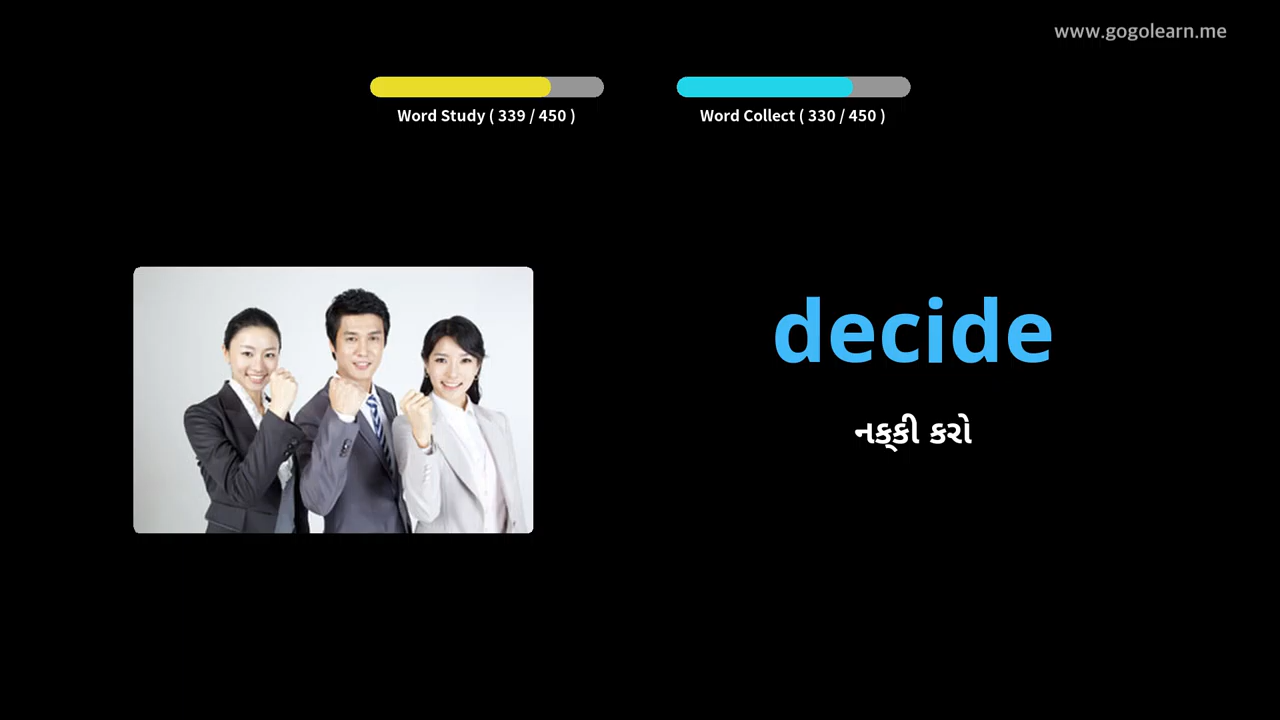 www.gogolearn.me
Word Study ( 339 / 450 )
Word Collect ( 330 / 450 )
decide
નક્કી કરો